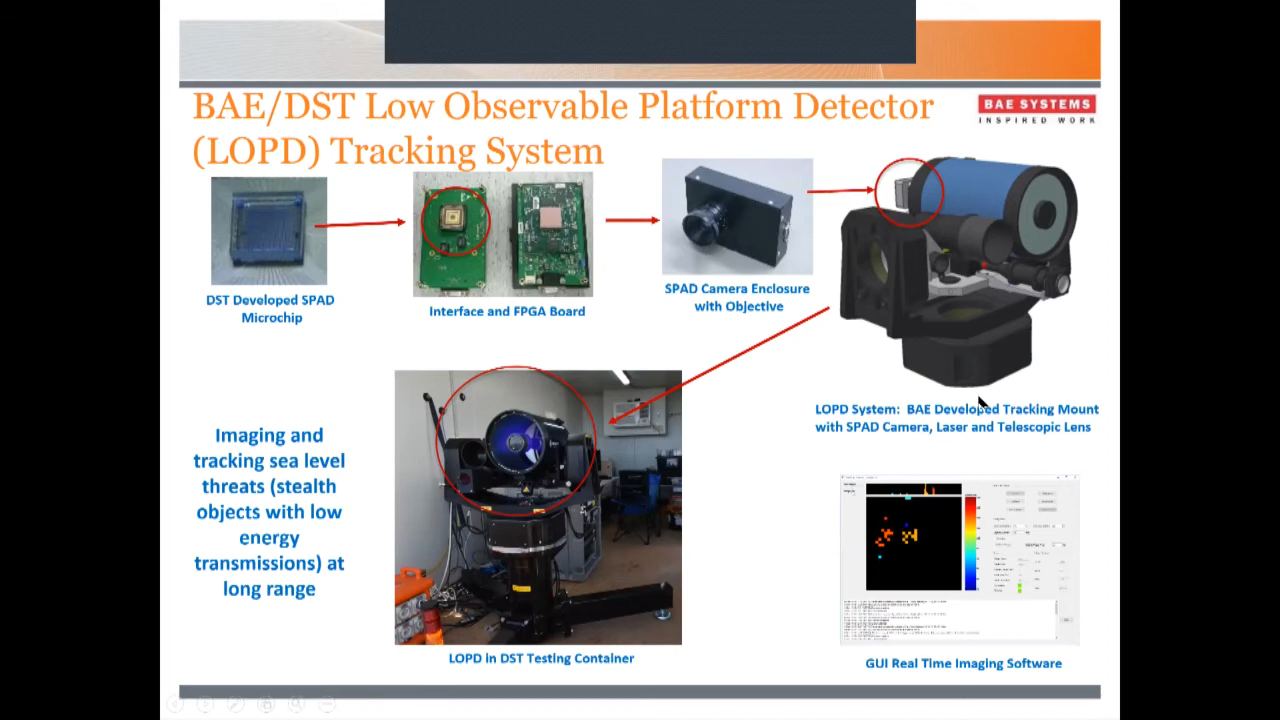 BAE/DST Low Observable Platform Detector
(LOPD) Tracking System
BAE SYSTEMS
INSPIRED WORK
DST Developed SPAD
Microchip
Interface and FPGA Board
SPAD Camera Enclosure
with Objective
LOPD System:  BAE Developed Tracking Mount
with SPAD Camera, Laser and Telescopic Lens
Imaging and
tracking sea level
threats (stealth
objects with low
energy
transmissions) at
long range
LOPD in DST Testing Container
GUI Real Time Imaging Software